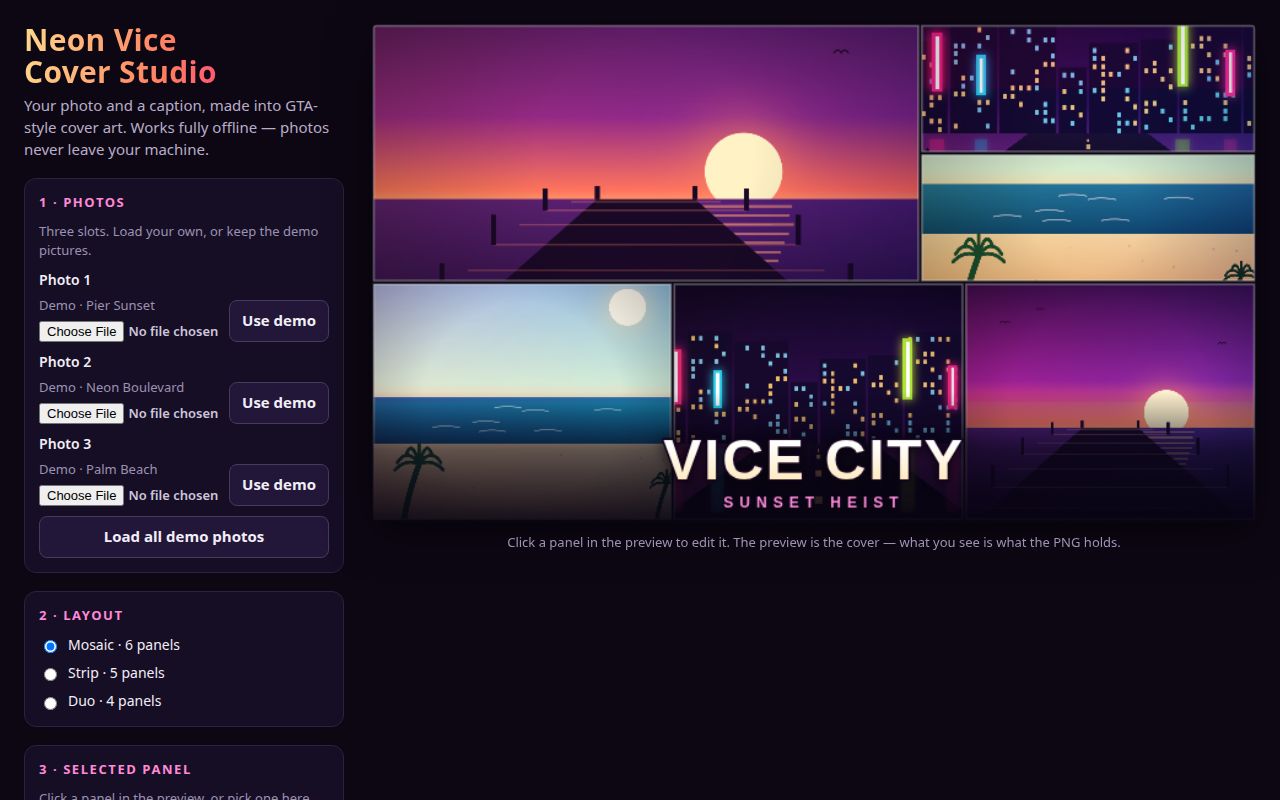 Neon Vice
Cover Studio
Your photo and a caption, made into GTA-
style cover art. Works fully offline — photos
never leave your machine.
1 · PHOTOS
Three slots. Load your own, or keep the demo
pictures.
Photo 1
Demo · Pier Sunset
Choose File No file chosen
Use demo
Photo 2
Demo · Neon Boulevard
Choose File No file chosen
Use demo
Photo 3
Demo · Palm Beach
Choose File No file chosen
Use demo
Load all demo photos
2 · LAYOUT
Mosaic · 6 panels
Strip · 5 panels
Duo · 4 panels
3 · SELECTED PANEL
Click a panel in the preview, or pick one here.
VICE CITY
SUNSET HEIST
Click a panel in the preview to edit it. The preview is the cover — what you see is what the PNG holds.